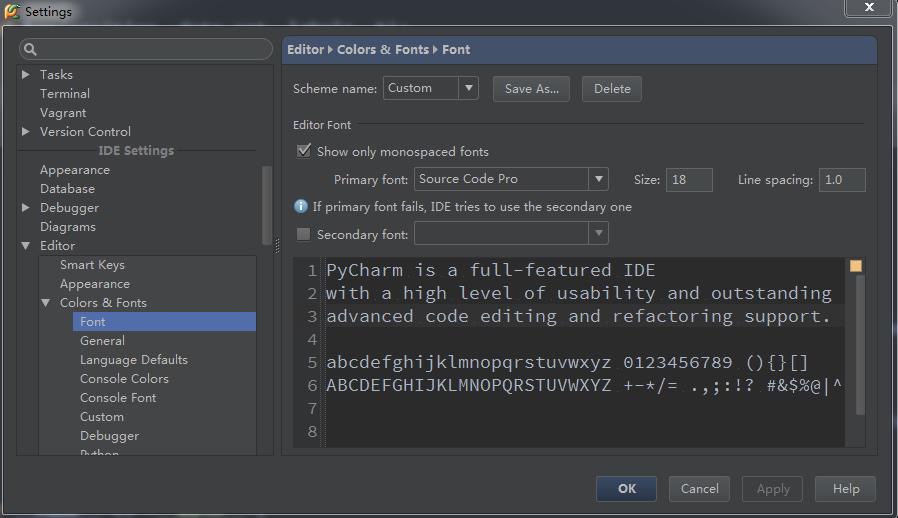 Settings
Tasks
Terminal
Vagrant
Version Control
IDE Settings
Appearance
Database
Debugger
Diagrams
Editor
Smart Keys
Appearance
Colors & Fonts
Font
General
Language Defaults
Console Colors
Console Font
Custom
Debugger
Python
Editor Colors & Fonts Font
Scheme name: Custom Save As... Delete
Editor Font
Show only monospaced fonts
Primary font: Source Code Pro Size: 18 Line spacing: 1.0
If primary font fails, IDE tries to use the secondary one
Secondary font:
1 PyCharm is a full-featured IDE
2 with a high level of usability and outstanding
3 advanced code editing and refactoring support.
4
5 abcdefghijklmnopqrstuvwxyz 0123456789 (){}[]
6 ABCDEFGHIJKLMNOPQRSTUVWXYZ +-*/= .,;:!? #&$%@|^
7
8
OK Cancel Apply Help